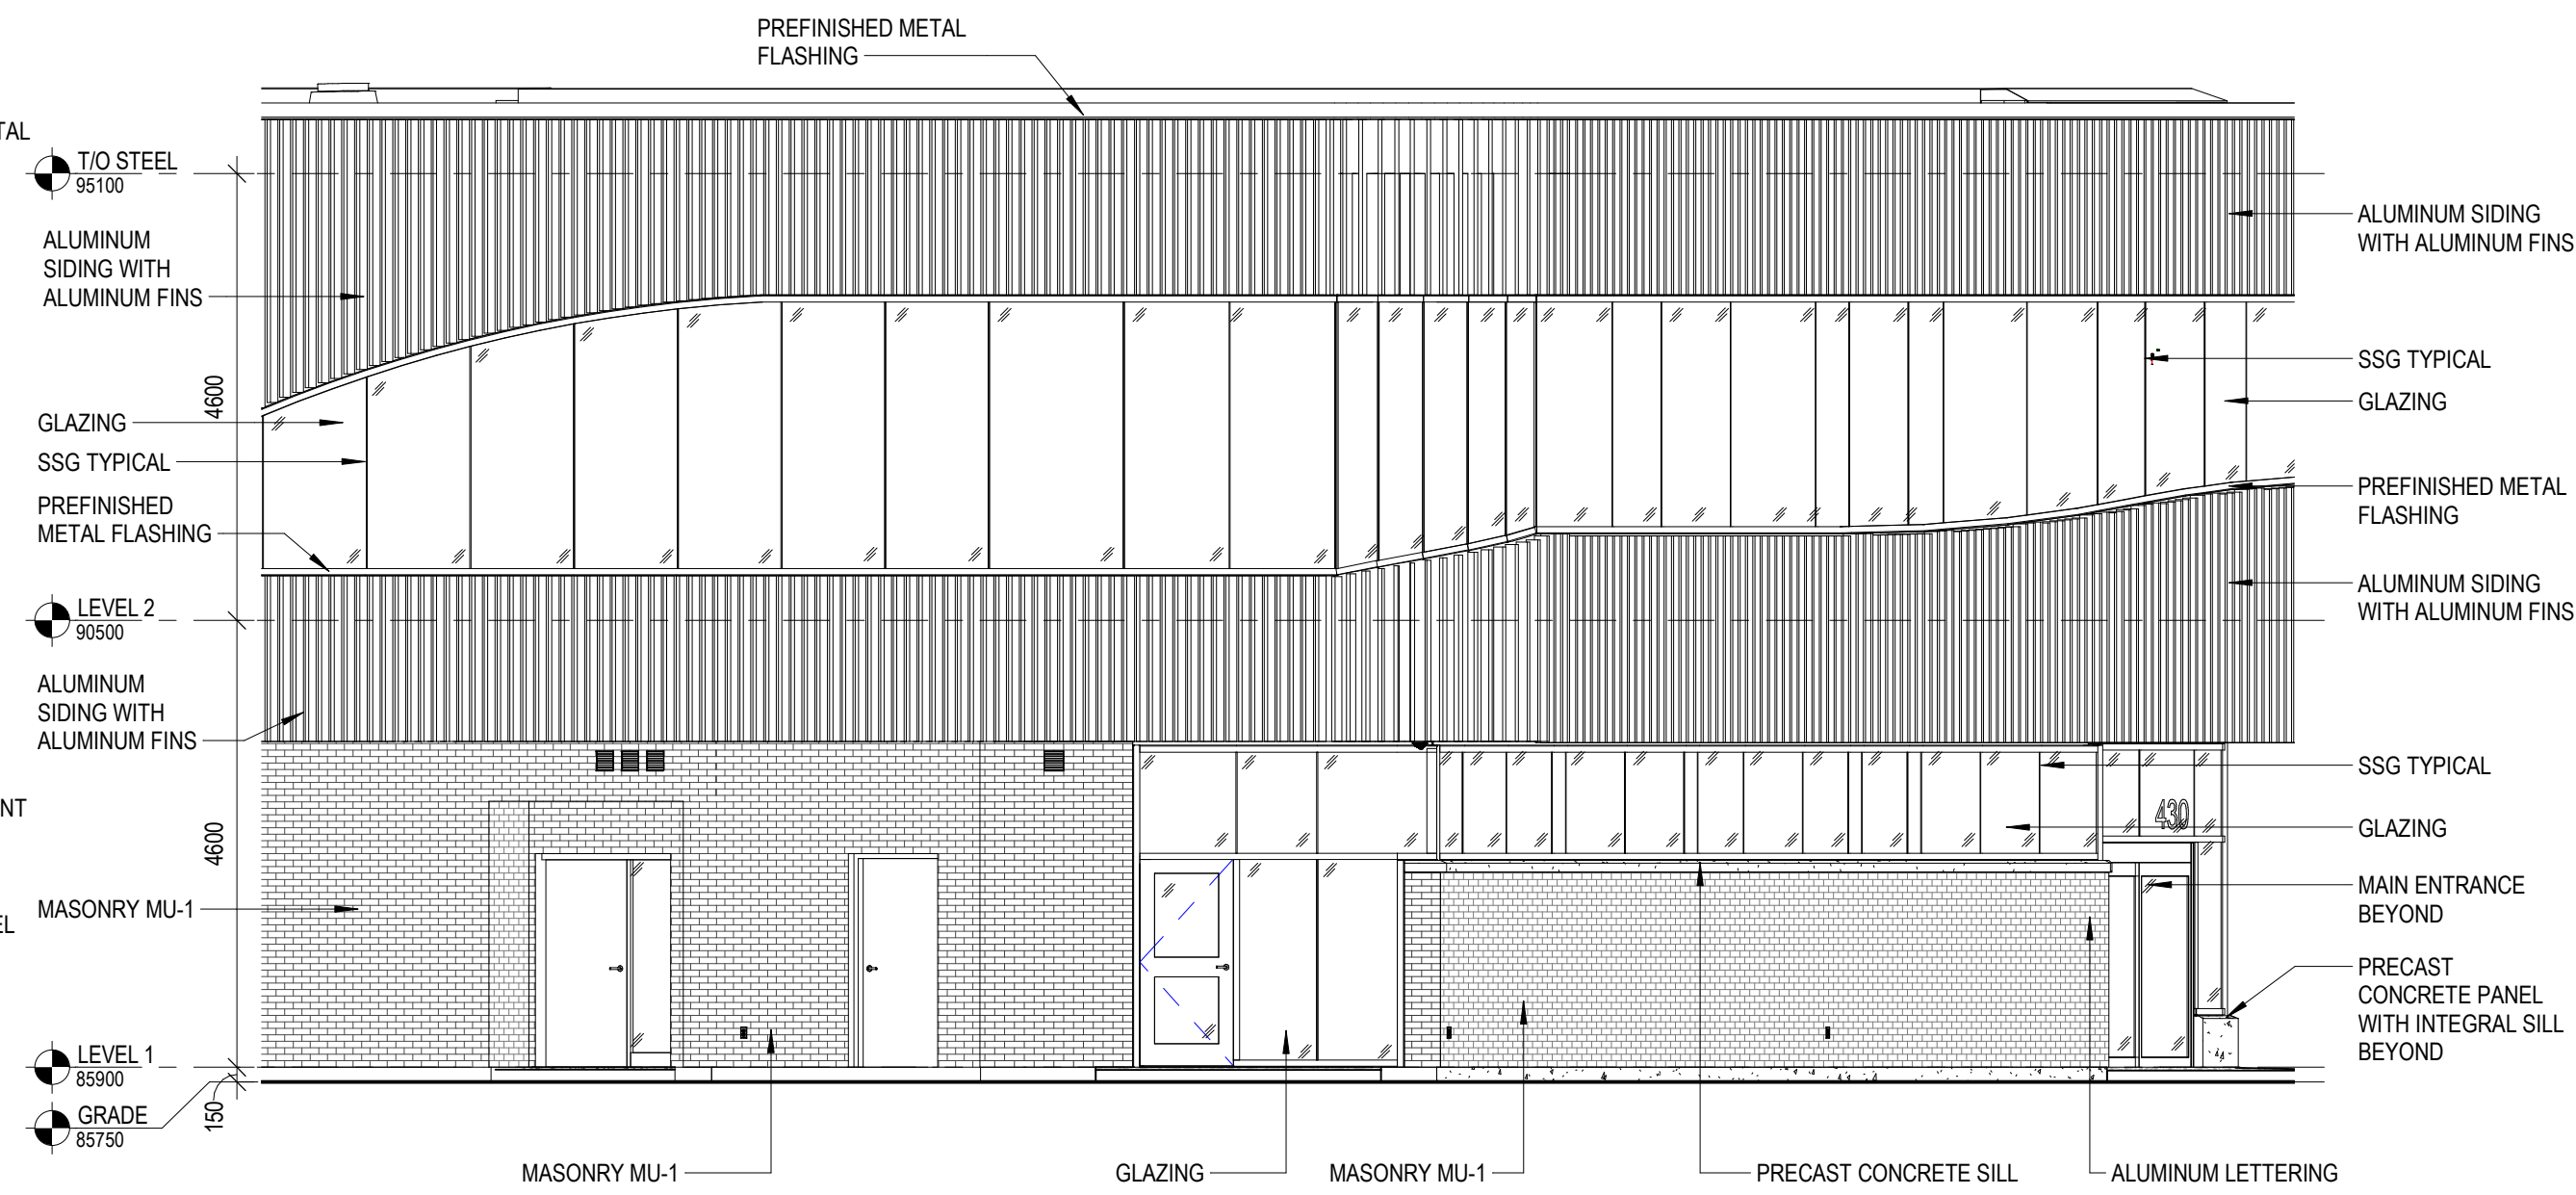 PREFINISHED METAL
FLASHING
TAL
T/O STEEL
95100
ALUMINUM
SIDING WITH
ALUMINUM FINS
4600
GLAZING
SSG TYPICAL
PREFINISHED
METAL FLASHING
LEVEL 2
90500
ALUMINUM
SIDING WITH
ALUMINUM FINS
NT
4600
MASONRY MU-1
EL
LEVEL 1
85900
GRADE
85750
150
ALUMINUM SIDING
WITH ALUMINUM FINS
SSG TYPICAL
GLAZING
PREFINISHED METAL
FLASHING
ALUMINUM SIDING
WITH ALUMINUM FINS
SSG TYPICAL
430
GLAZING
MAIN ENTRANCE
BEYOND
PRECAST
CONCRETE PANEL
WITH INTEGRAL SILL
BEYOND
MASONRY MU-1
GLAZING
MASONRY MU-1
PRECAST CONCRETE SILL
ALUMINUM LETTERING